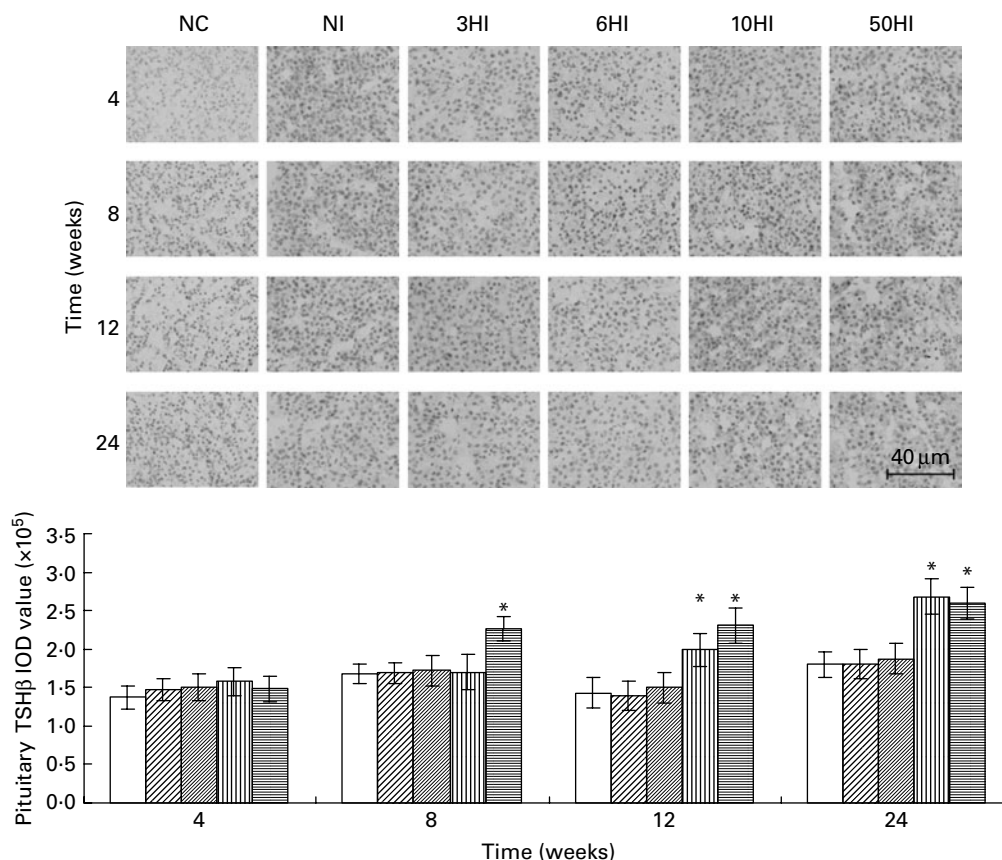 NC NI 3HI 6HI 10HI 50HI
Time (weeks)
4
8
12
24
40 μm
Pituitary TSHβ IOD value (×10⁵)
3·5
3·0
2·5
2·0
1·5
1·0
0·5
0·0
* * * * *
4 8 12 24
Time (weeks)